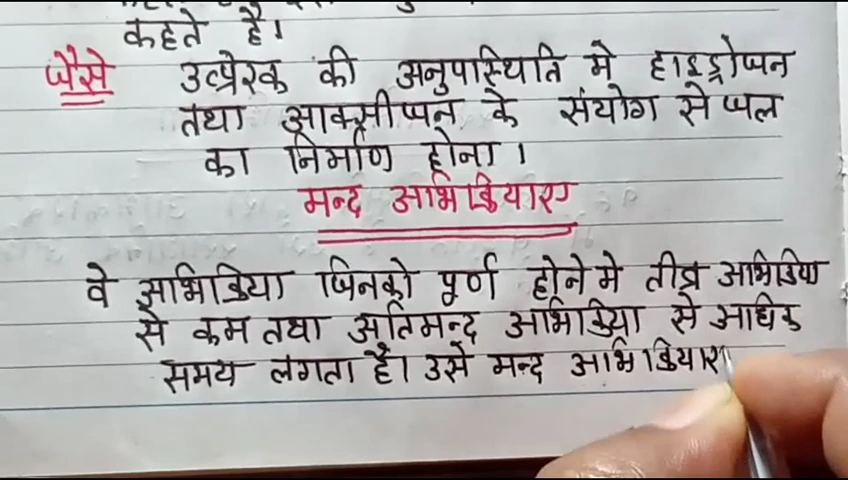 कहते है।
जैसे उत्प्रेरक की अनुपस्थिति मे हाइड्रोजन
तथा आक्सीजन के संयोग से जल
का निर्माण होना।
मन्द अभिक्रियाए
वे अभिक्रिया जिनको पूर्ण होने मे तीव्र अभिक्रिया
से कम तथा अतिमन्द अभिक्रिया से अधिक
समय लगता है। उसे मन्द अभिक्रियाए